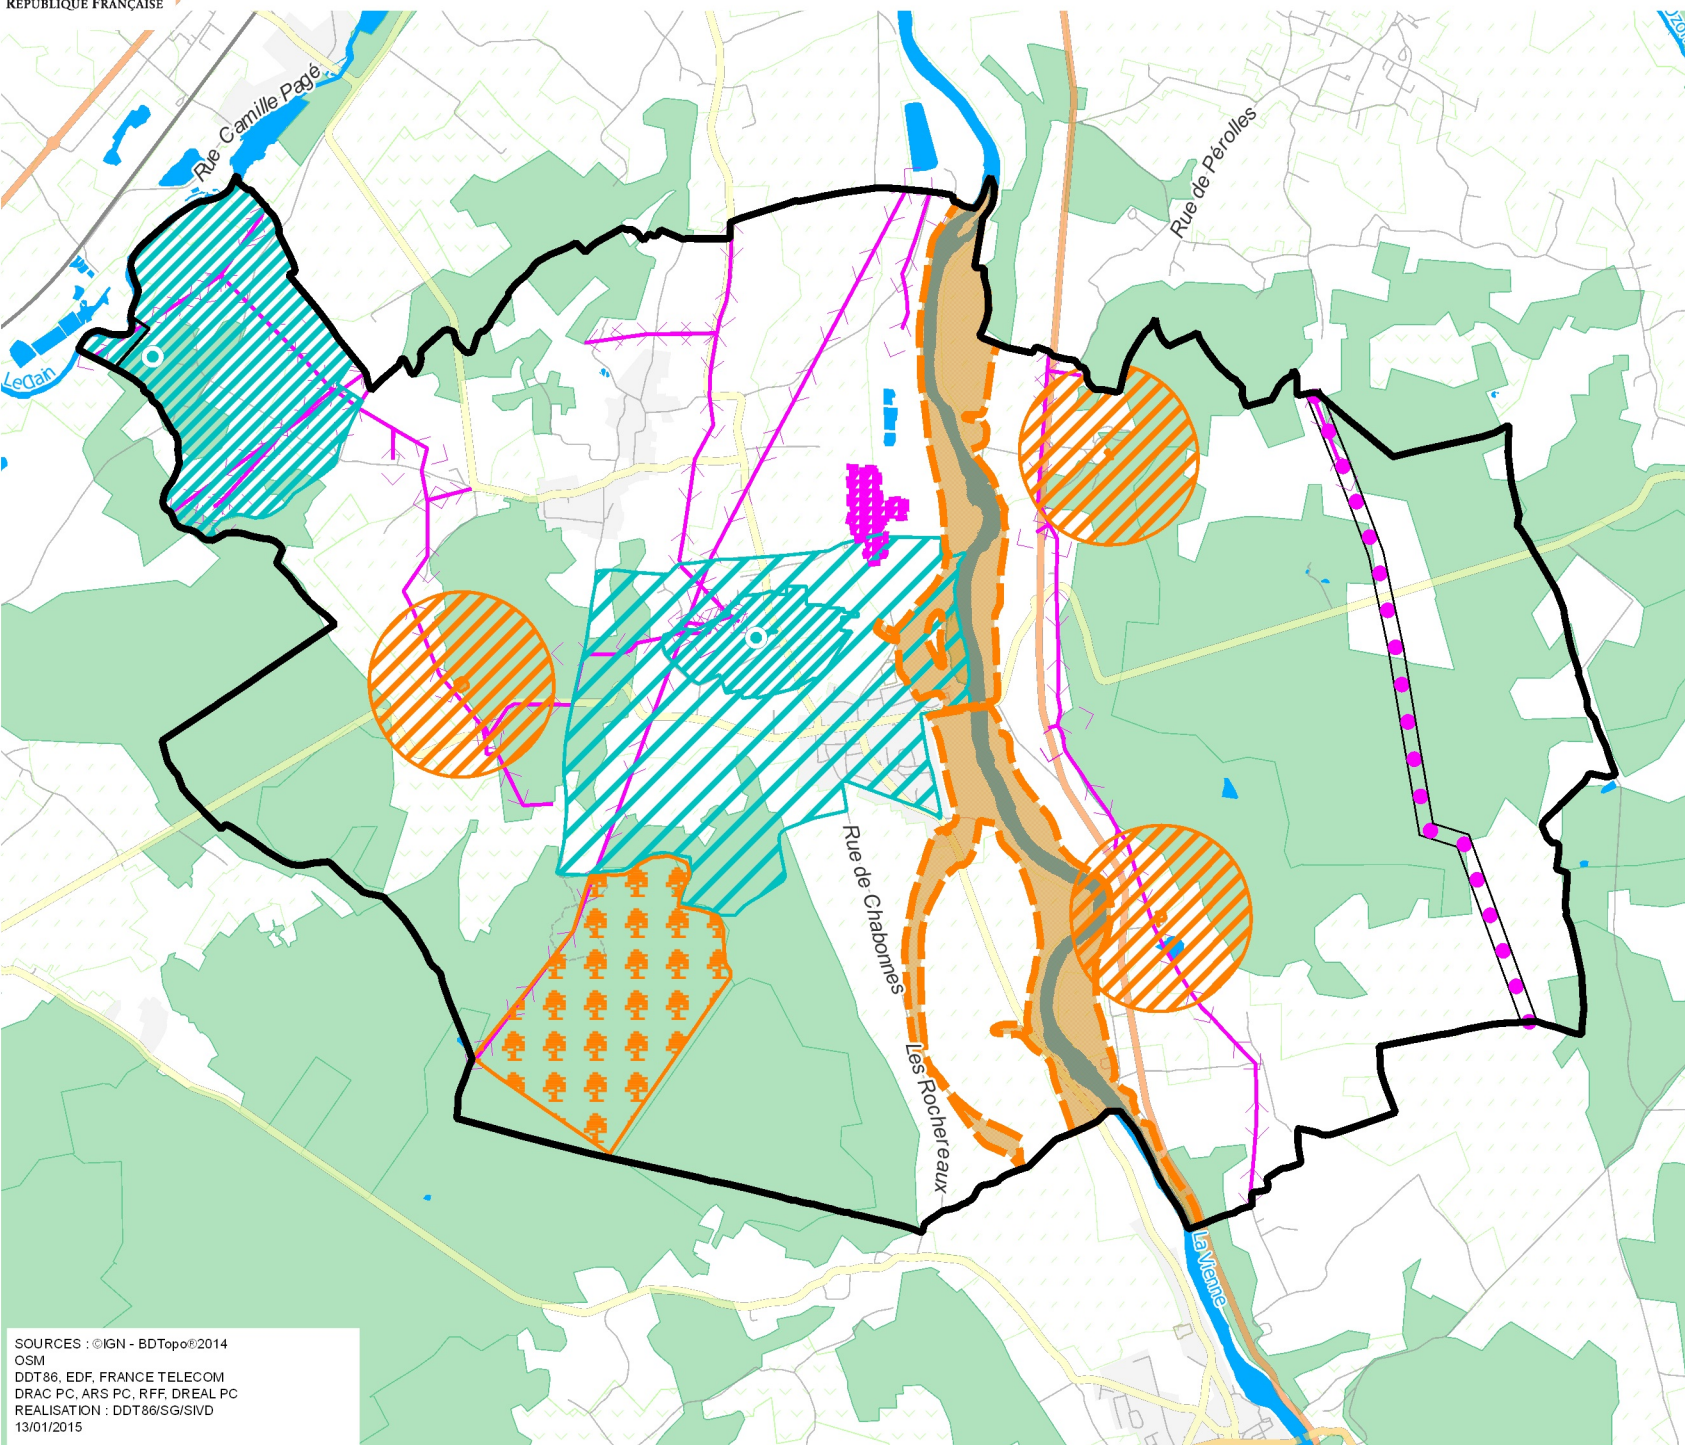 RÉPUBLIQUE FRANÇAISE
Rue Camille Pagé
Rue de Pérolles
Le Clain
Rue de Chabonnes
Les Rochereaux
La Vienne
SOURCES : ©IGN - BDTopo®2014
OSM
DDT86, EDF, FRANCE TELECOM
DRAC PC, ARS PC, RFF, DREAL PC
REALISATION : DDT86/SG/SIVD
13/01/2015